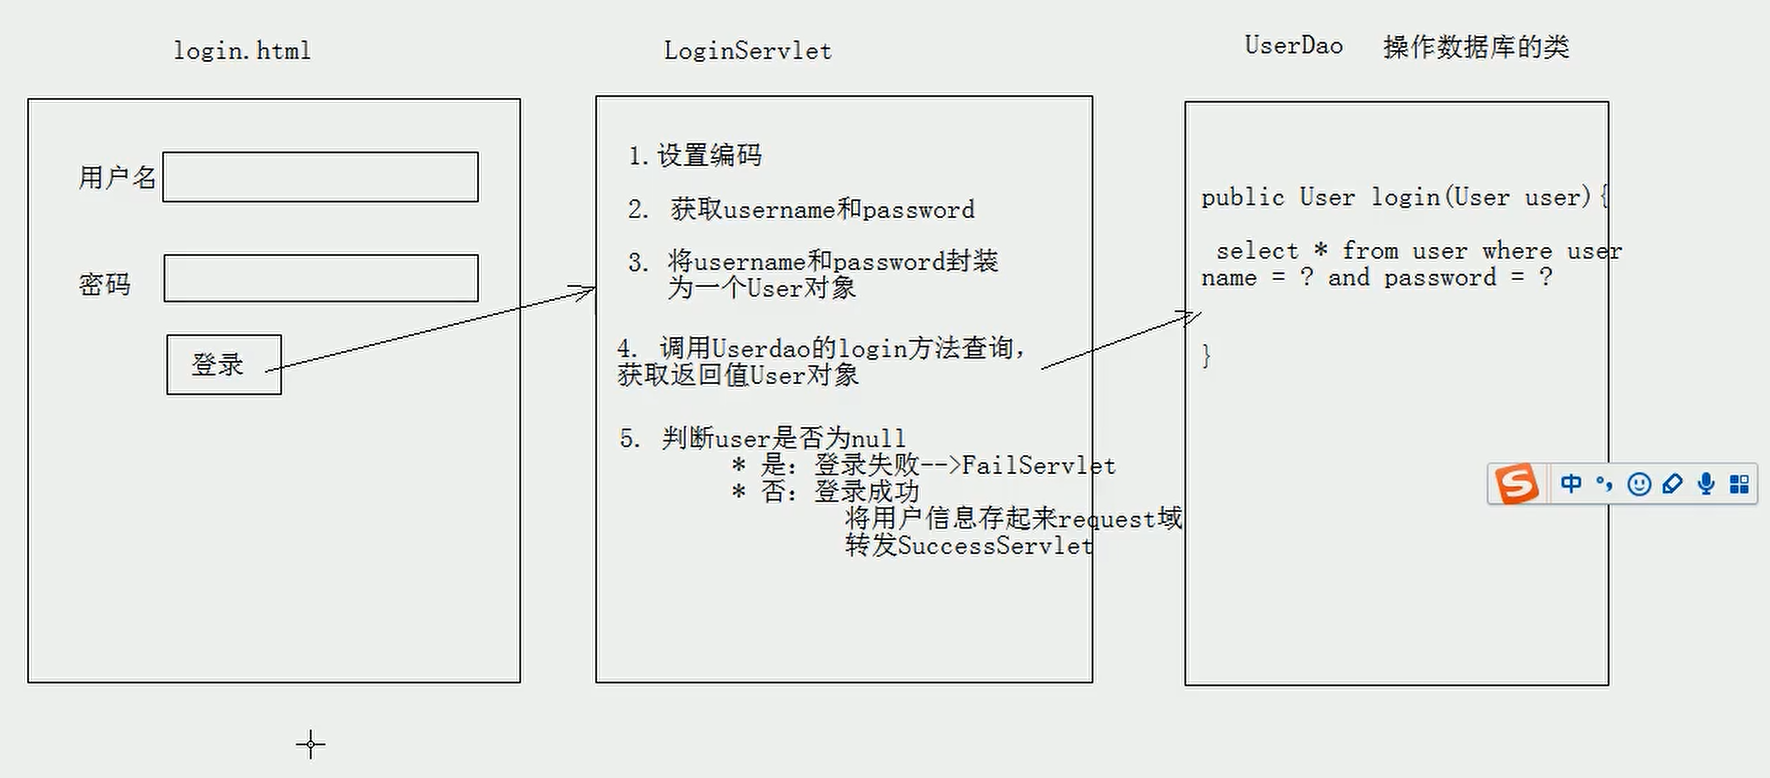 login.html
用户名
密码
登录
LoginServlet
1.设置编码
2. 获取username和password
3. 将username和password封装
为一个User对象
4. 调用Userdao的login方法查询，
获取返回值User对象
5. 判断user是否为null
* 是：登录失败-->FailServlet
* 否：登录成功
将用户信息存起来request域
转发SuccessServlet
UserDao 操作数据库的类
public User login(User user){
select * from user where user
name = ? and password = ?
}
中